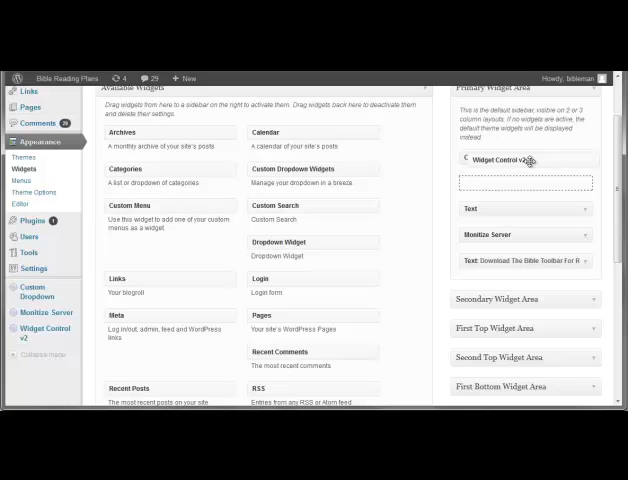 Bible Reading Plans 4 29 + New Howdy, bibleman
Links
Pages
Comments 29
Appearance
Themes
Widgets
Menus
Theme Options
Editor
Plugins 1
Users
Tools
Settings
Custom
Dropdown
Monitize Server
Widget Control
v2
Collapse menu
Available Widgets
Drag widgets from here to a sidebar on the right to activate them. Drag widgets back here to deactivate them
and delete their settings.
Archives
A monthly archive of your site's posts
Calendar
A calendar of your site's posts
Categories
A list or dropdown of categories
Custom Dropdown Widgets
Manage your dropdown in a breeze.
Custom Menu
Use this widget to add one of your custom
menus as a widget.
Custom Search
Custom Search
Dropdown Widget
Dropdown Widget
Links
Your blogroll
Login
Login form
Meta
Log in/out, admin, feed and WordPress
links
Pages
Your site's WordPress Pages
Recent Comments
The most recent comments
Recent Posts
The most recent posts on your site
RSS
Entries from any RSS or Atom feed
Primary Widget Area
This is the default sidebar, visible on 2 or 3
column layouts. If no widgets are active, the
default theme widgets will be displayed
instead.
C Widget Control v2
Text
Monitize Server
Text: Download The Bible Toolbar For R
Secondary Widget Area
First Top Widget Area
Second Top Widget Area
First Bottom Widget Area